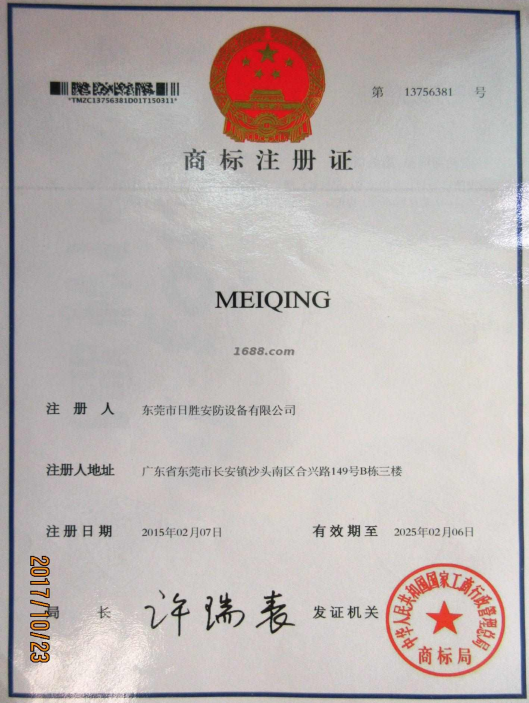 *TMZC13756381D01T150311*
第 13756381 号
商标注册证
MEIQING
1688.com
注册人 东莞市日胜安防设备有限公司
注册人地址 广东省东莞市长安镇沙头南区合兴路149号B栋三楼
注册日期 2015年02月07日 有效期至 2025年02月06日
局长 许瑞表 发证机关
中华人民共和国国家工商行政管理总局
商标局
2017/10/23